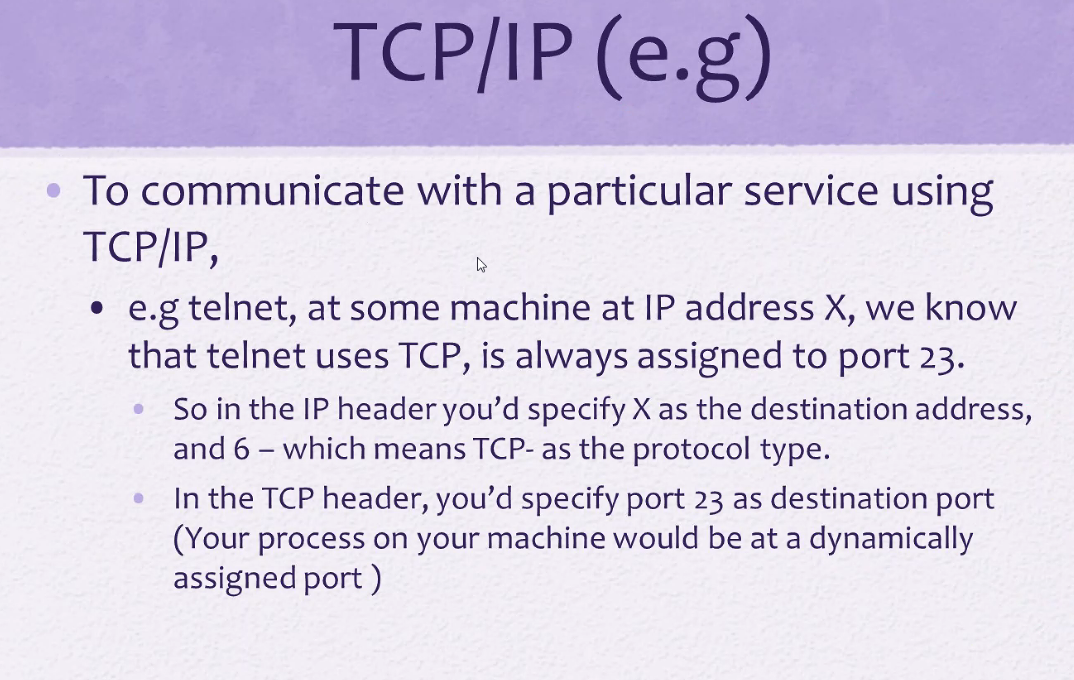 TCP/IP (e.g)
• To communicate with a particular service using
TCP/IP,
• e.g telnet, at some machine at IP address X, we know
that telnet uses TCP, is always assigned to port 23.
• So in the IP header you’d specify X as the destination address,
and 6 – which means TCP- as the protocol type.
• In the TCP header, you’d specify port 23 as destination port
(Your process on your machine would be at a dynamically
assigned port )